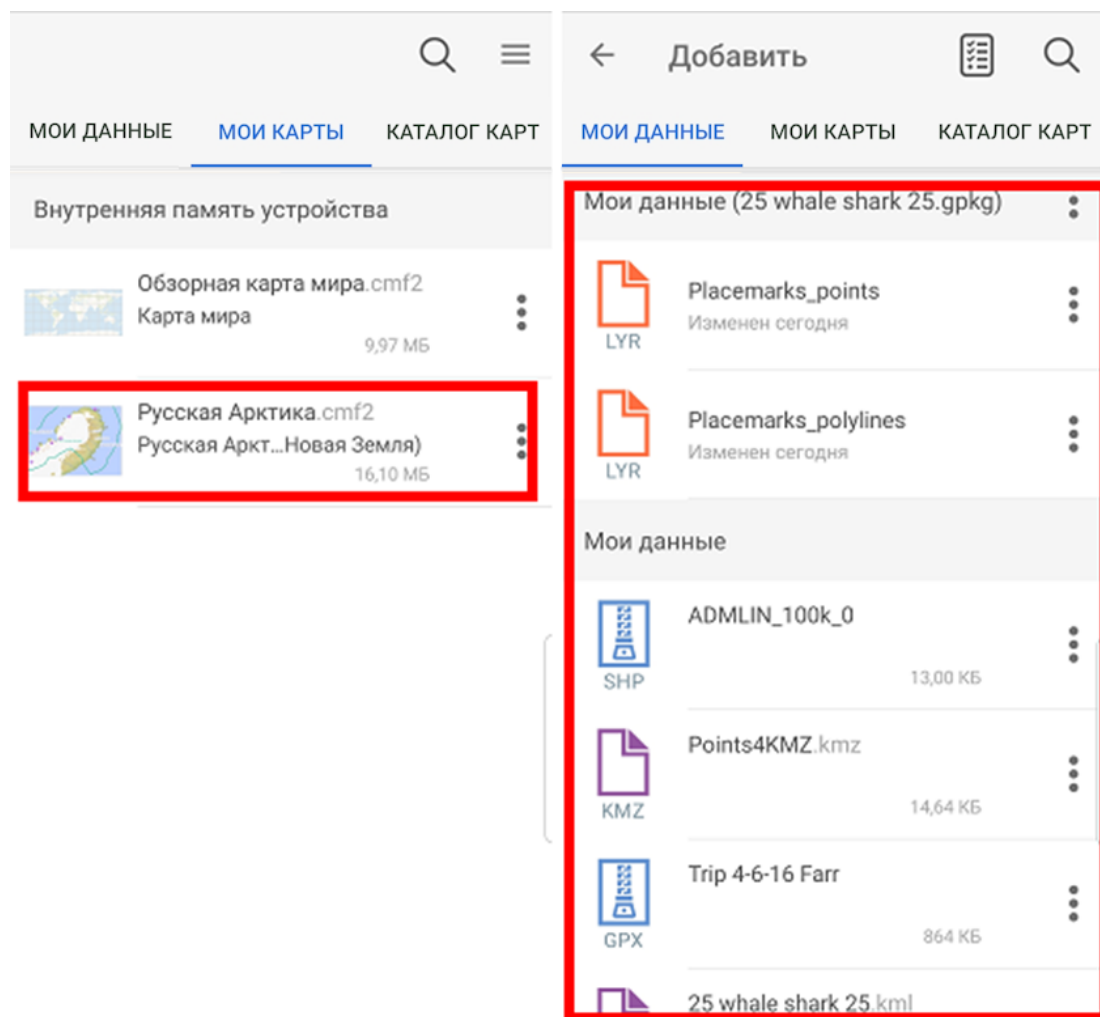 МОИ ДАННЫЕ МОИ КАРТЫ КАТАЛОГ КАРТ
Внутренняя память устройства
Обзорная карта мира.cmf2
Карта мира
9,97 МБ
Русская Арктика.cmf2
Русская Аркт...Новая Земля)
16,10 МБ
Добавить
МОИ ДАННЫЕ МОИ КАРТЫ КАТАЛОГ КАРТ
Мои данные (25 whale shark 25.gpkg)
Placemarks_points
Изменен сегодня
LYR
Placemarks_polylines
Изменен сегодня
LYR
Мои данные
ADMLIN_100k_0
13,00 КБ
SHP
Points4KMZ.kmz
14,64 КБ
KMZ
Trip 4-6-16 Farr
864 КБ
GPX
25 whale shark 25.kml